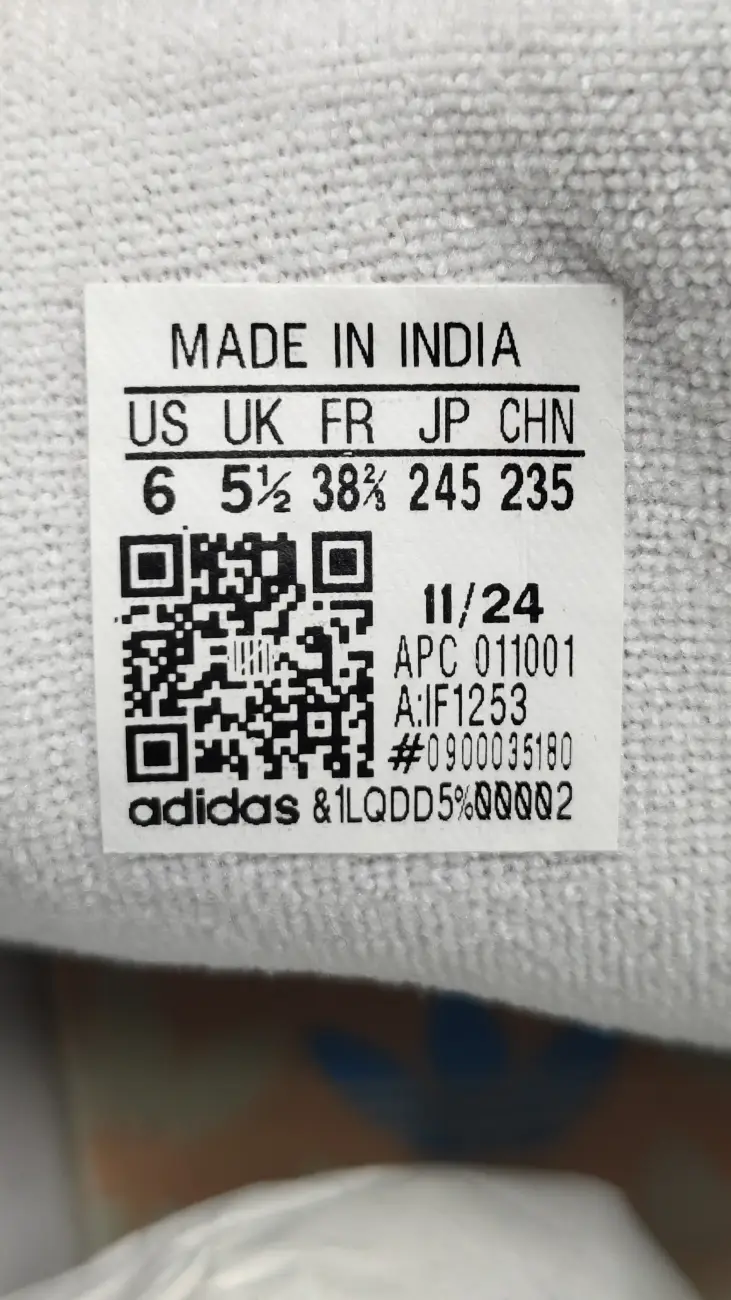 MADE IN INDIA
US UK FR JP CHN
6 5½ 38⅔ 245 235
11/24
APC 011001
A:IF1253
#0900035180
adidas &1LQDD5%00002